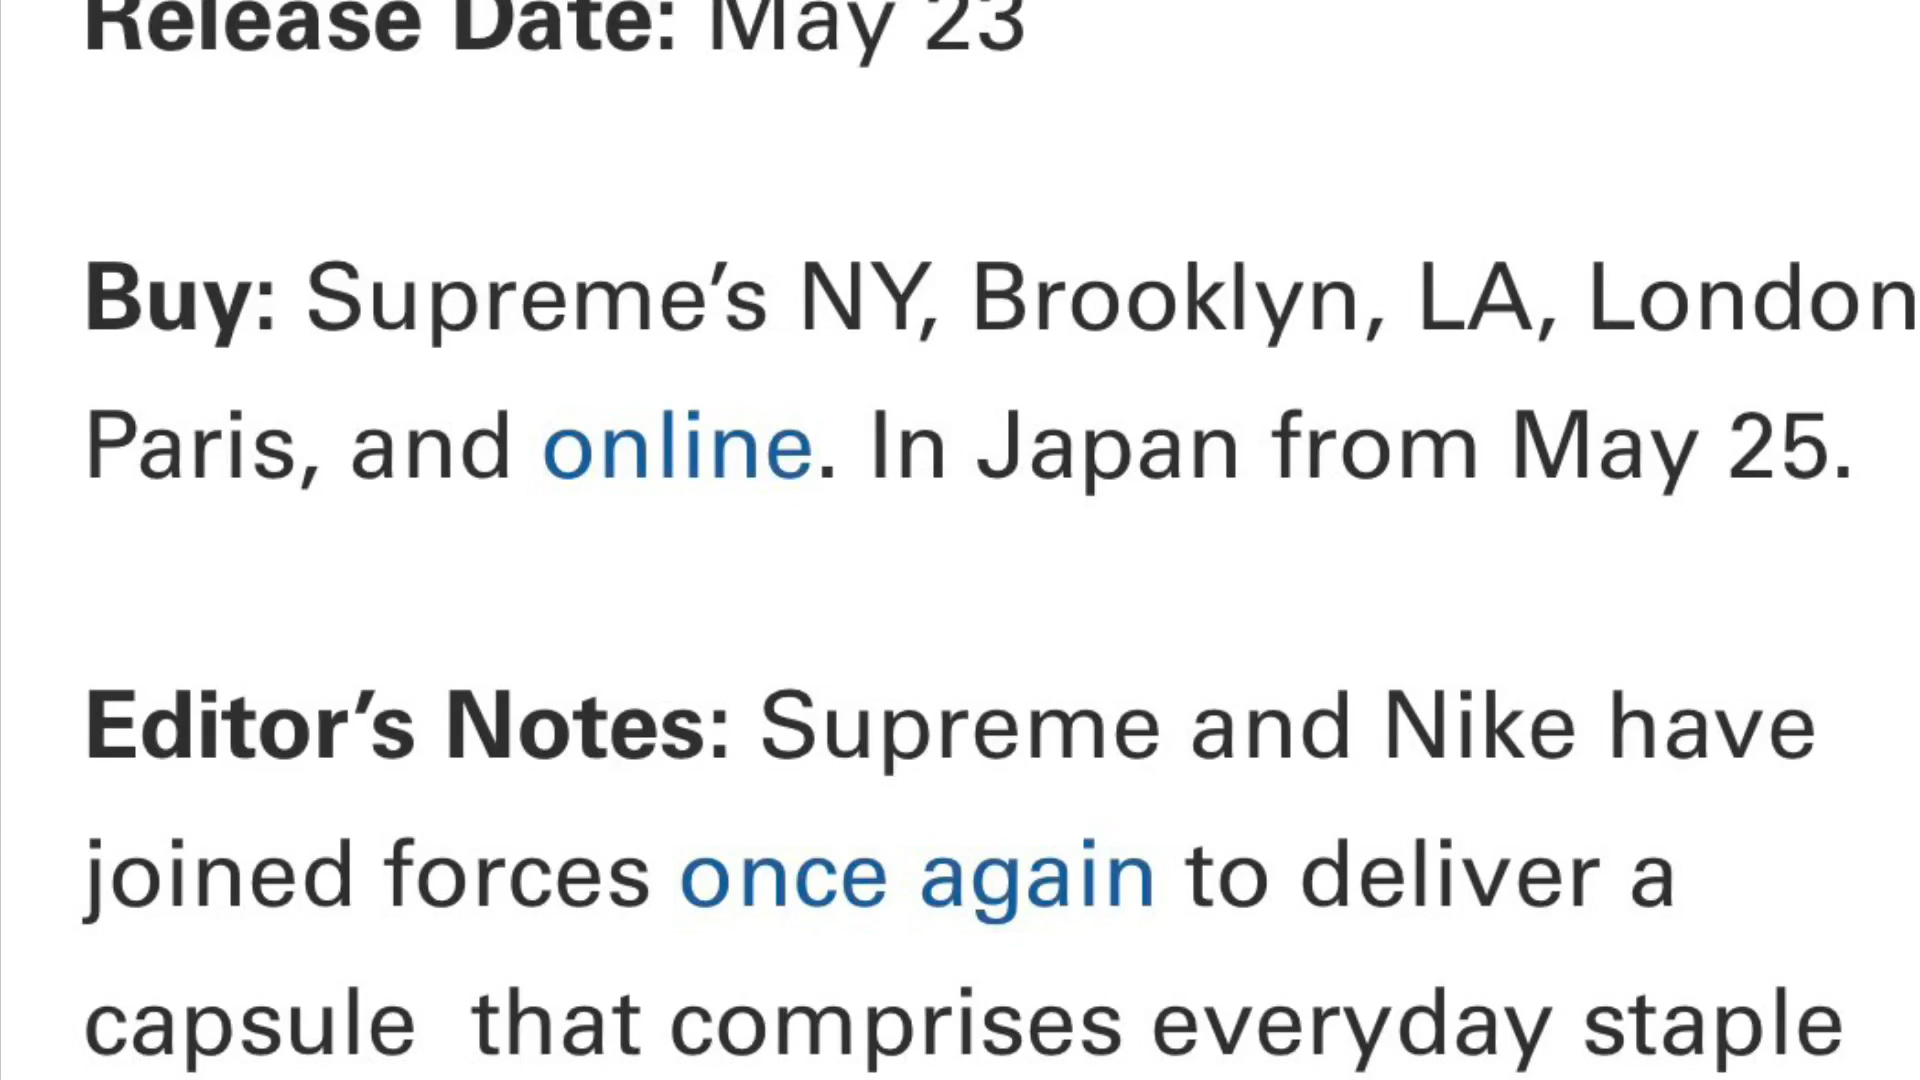 Release Date: May 23
Buy: Supreme’s NY, Brooklyn, LA, London
Paris, and online. In Japan from May 25.
Editor’s Notes: Supreme and Nike have
joined forces once again to deliver a
capsule  that comprises everyday staple